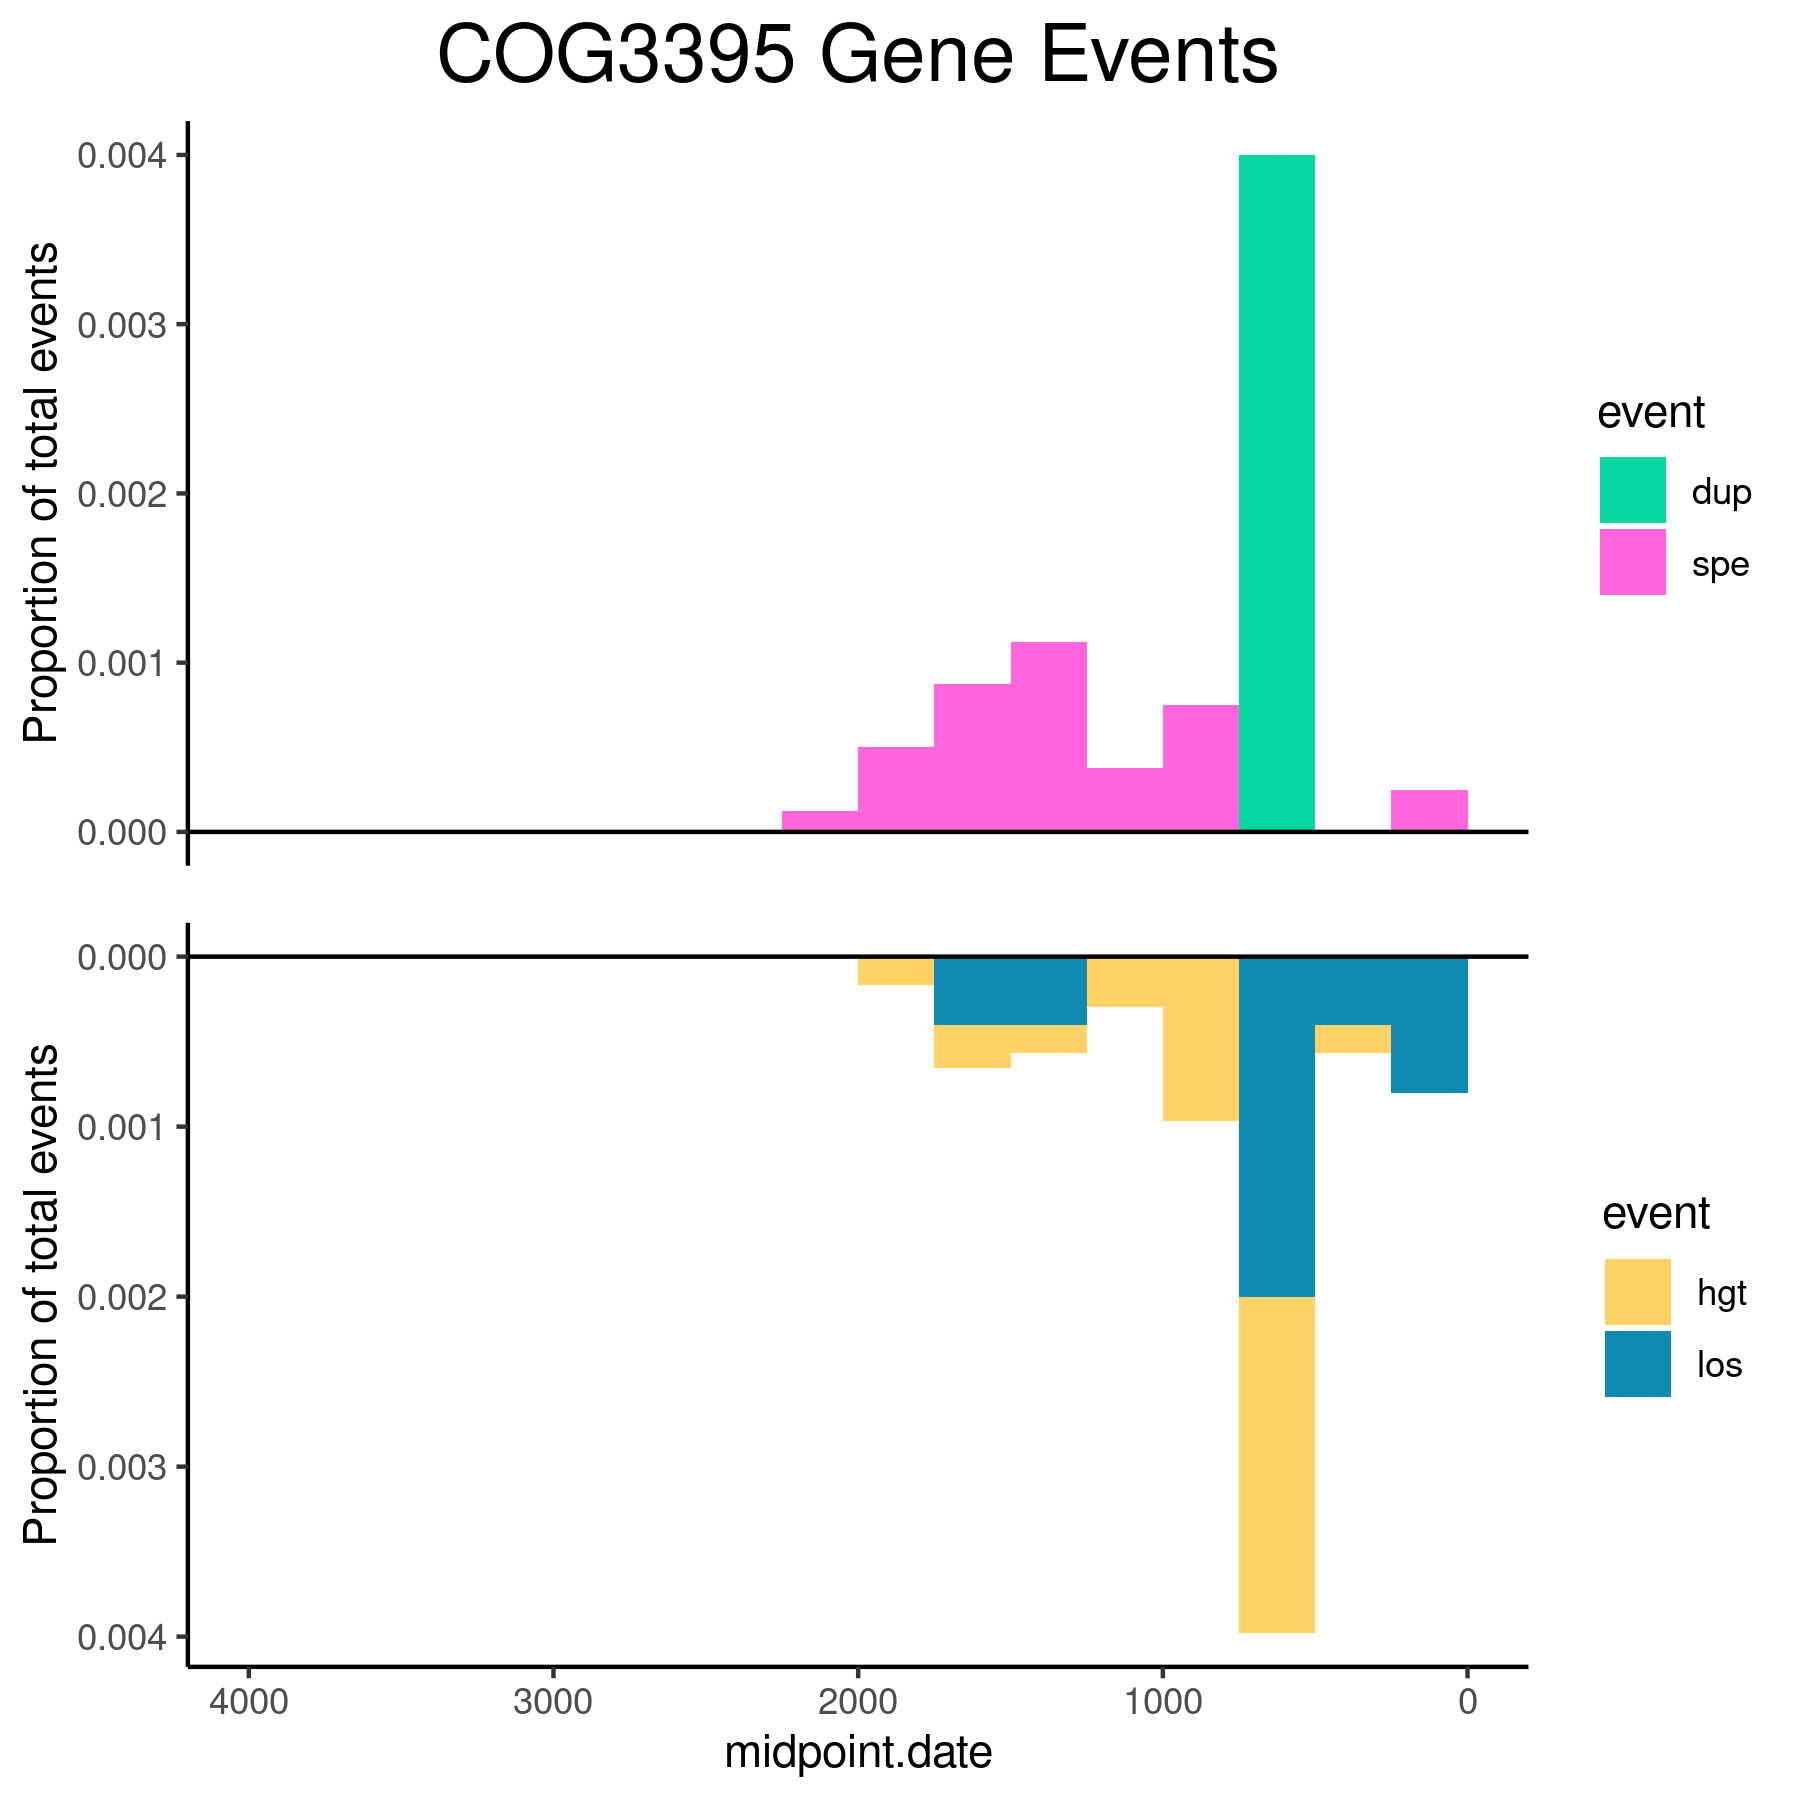 COG3395 Gene Events
Proportion of total events
0.004
0.003
0.002
0.001
0.000
event
dup
spe
Proportion of total events
0.000
0.001
0.002
0.003
0.004
event
hgt
los
4000
3000
2000
1000
0
midpoint.date